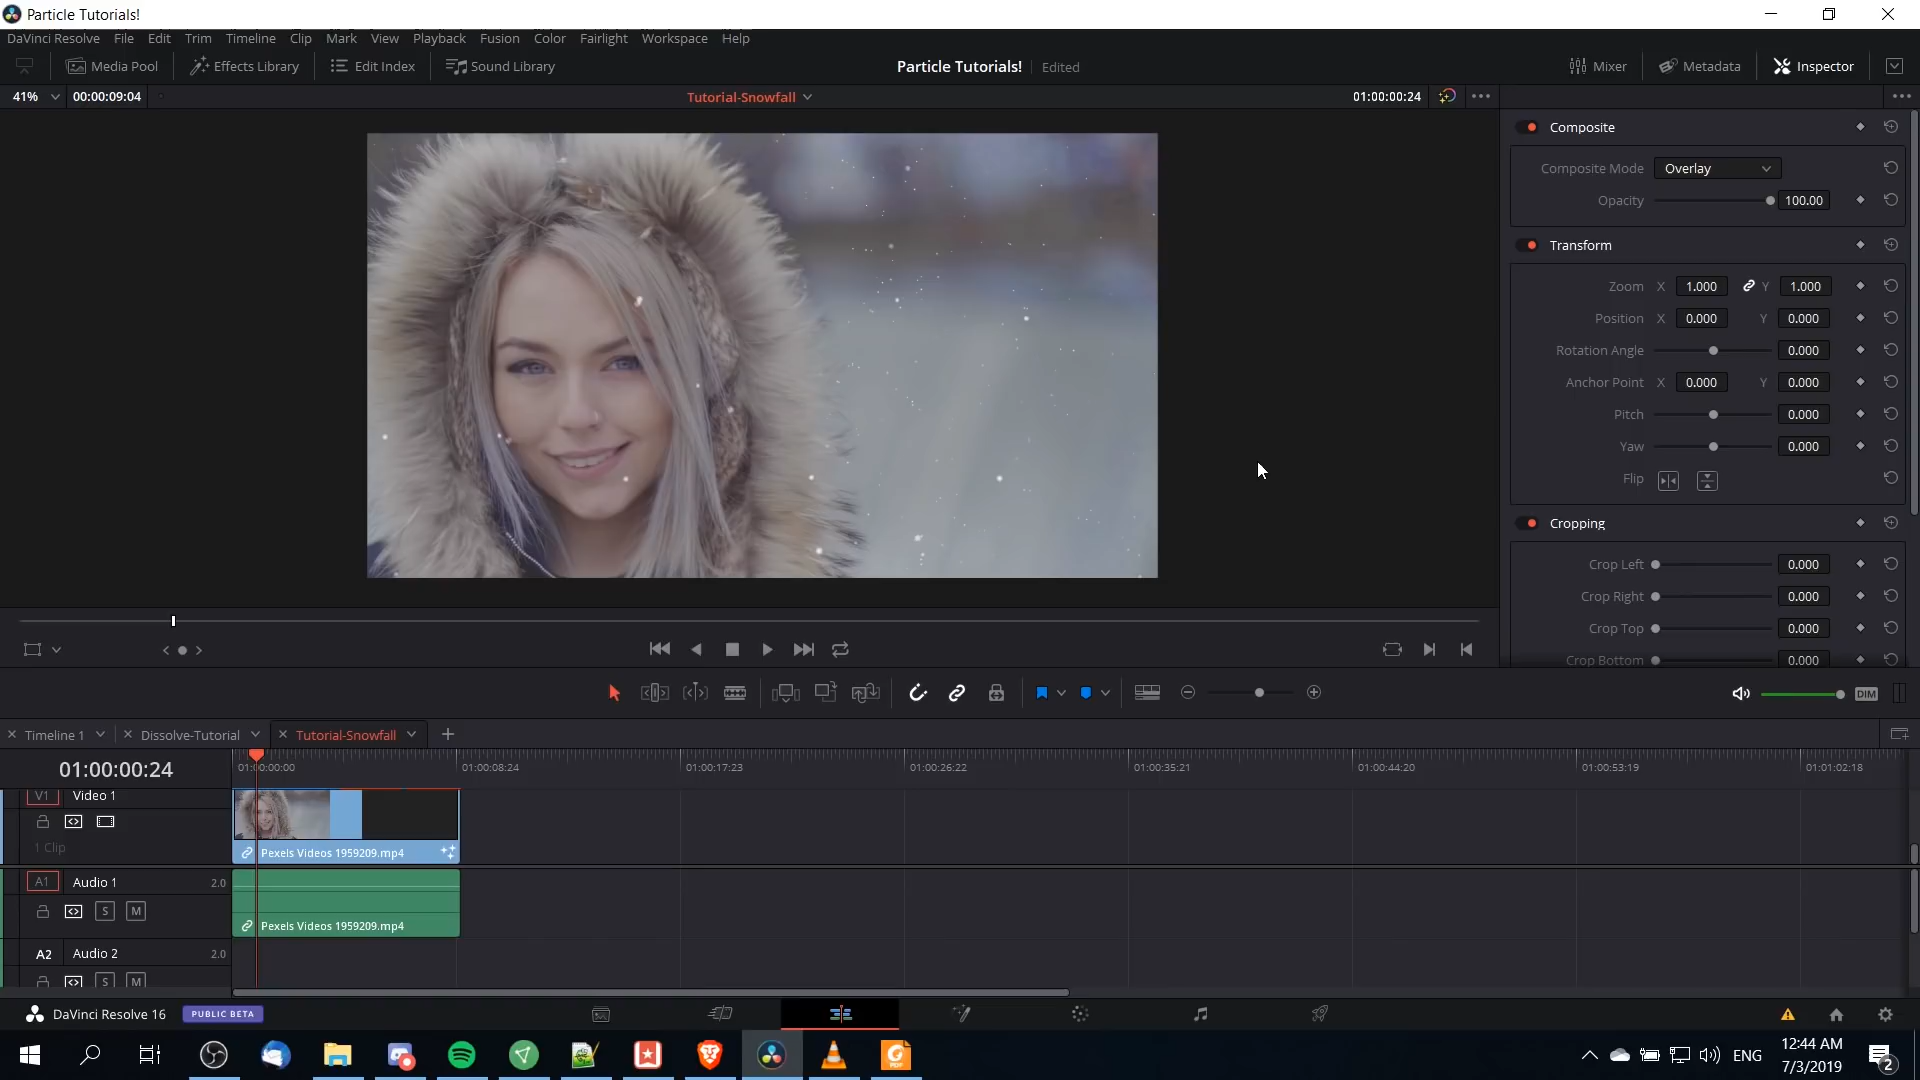 Particle Tutorials!
DaVinci Resolve File Edit Trim Timeline Clip Mark View Playback Fusion Color Fairlight Workspace Help
Media Pool Effects Library Edit Index Sound Library Particle Tutorials! Edited Mixer Metadata Inspector
41% 00:00:09:04 Tutorial-Snowfall 01:00:00:24
Composite
Composite Mode Overlay
Opacity 100.00
Transform
Zoom X 1.000 Y 1.000
Position X 0.000 Y 0.000
Rotation Angle 0.000
Anchor Point X 0.000 Y 0.000
Pitch 0.000
Yaw 0.000
Flip
Cropping
Crop Left 0.000
Crop Right 0.000
Crop Top 0.000
Crop Bottom 0.000
DIM
Timeline 1 Dissolve-Tutorial Tutorial-Snowfall
01:00:00:24 01:00:00:00 01:00:08:24 01:00:17:23 01:00:26:22 01:00:35:21 01:00:44:20 01:00:53:19 01:01:02:18
V1 Video 1
1 Clip
Pexels Videos 1959209.mp4
A1 Audio 1 2.0
S M
Pexels Videos 1959209.mp4
A2 Audio 2 2.0
S M
DaVinci Resolve 16 PUBLIC BETA
ENG 12:44 AM
7/3/2019 2